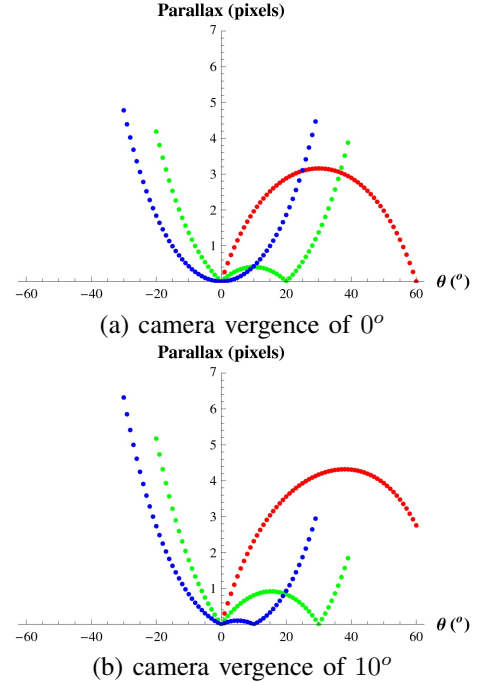 Parallax (pixels)
7
6
5
4
3
2
1
−60 −40 −20 0 20 40 60 θ (°)
(a) camera vergence of 0°
Parallax (pixels)
7
6
5
4
3
2
1
−60 −40 −20 0 20 40 60 θ (°)
(b) camera vergence of 10°